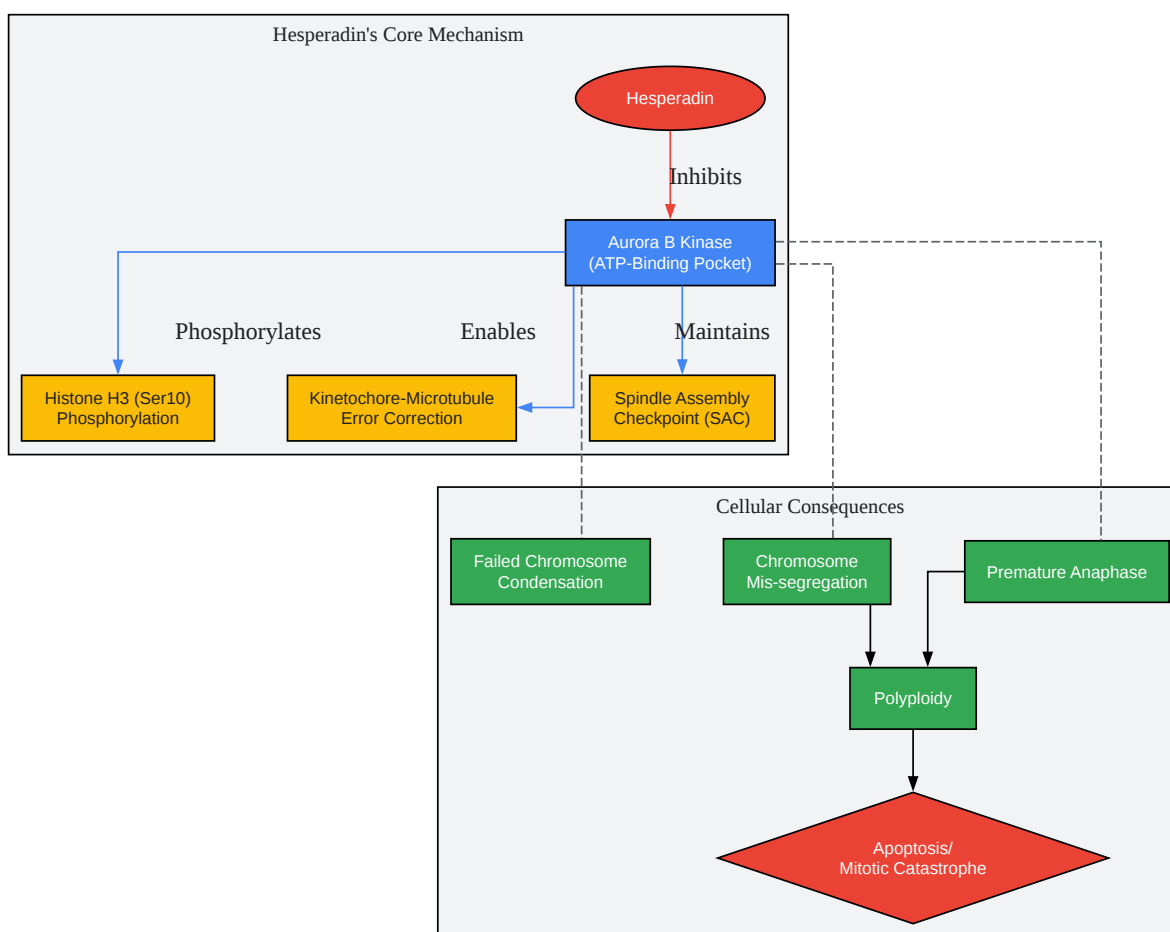 Hesperadin's Core Mechanism
Hesperadin
Inhibits
Aurora B Kinase
(ATP-Binding Pocket)
Phosphorylates
Enables
Maintains
Histone H3 (Ser10)
Phosphorylation
Kinetochore-Microtubule
Error Correction
Spindle Assembly
Checkpoint (SAC)
Cellular Consequences
Failed Chromosome
Condensation
Chromosome
Mis-segregation
Premature Anaphase
Polyploidy
Apoptosis/
Mitotic Catastrophe